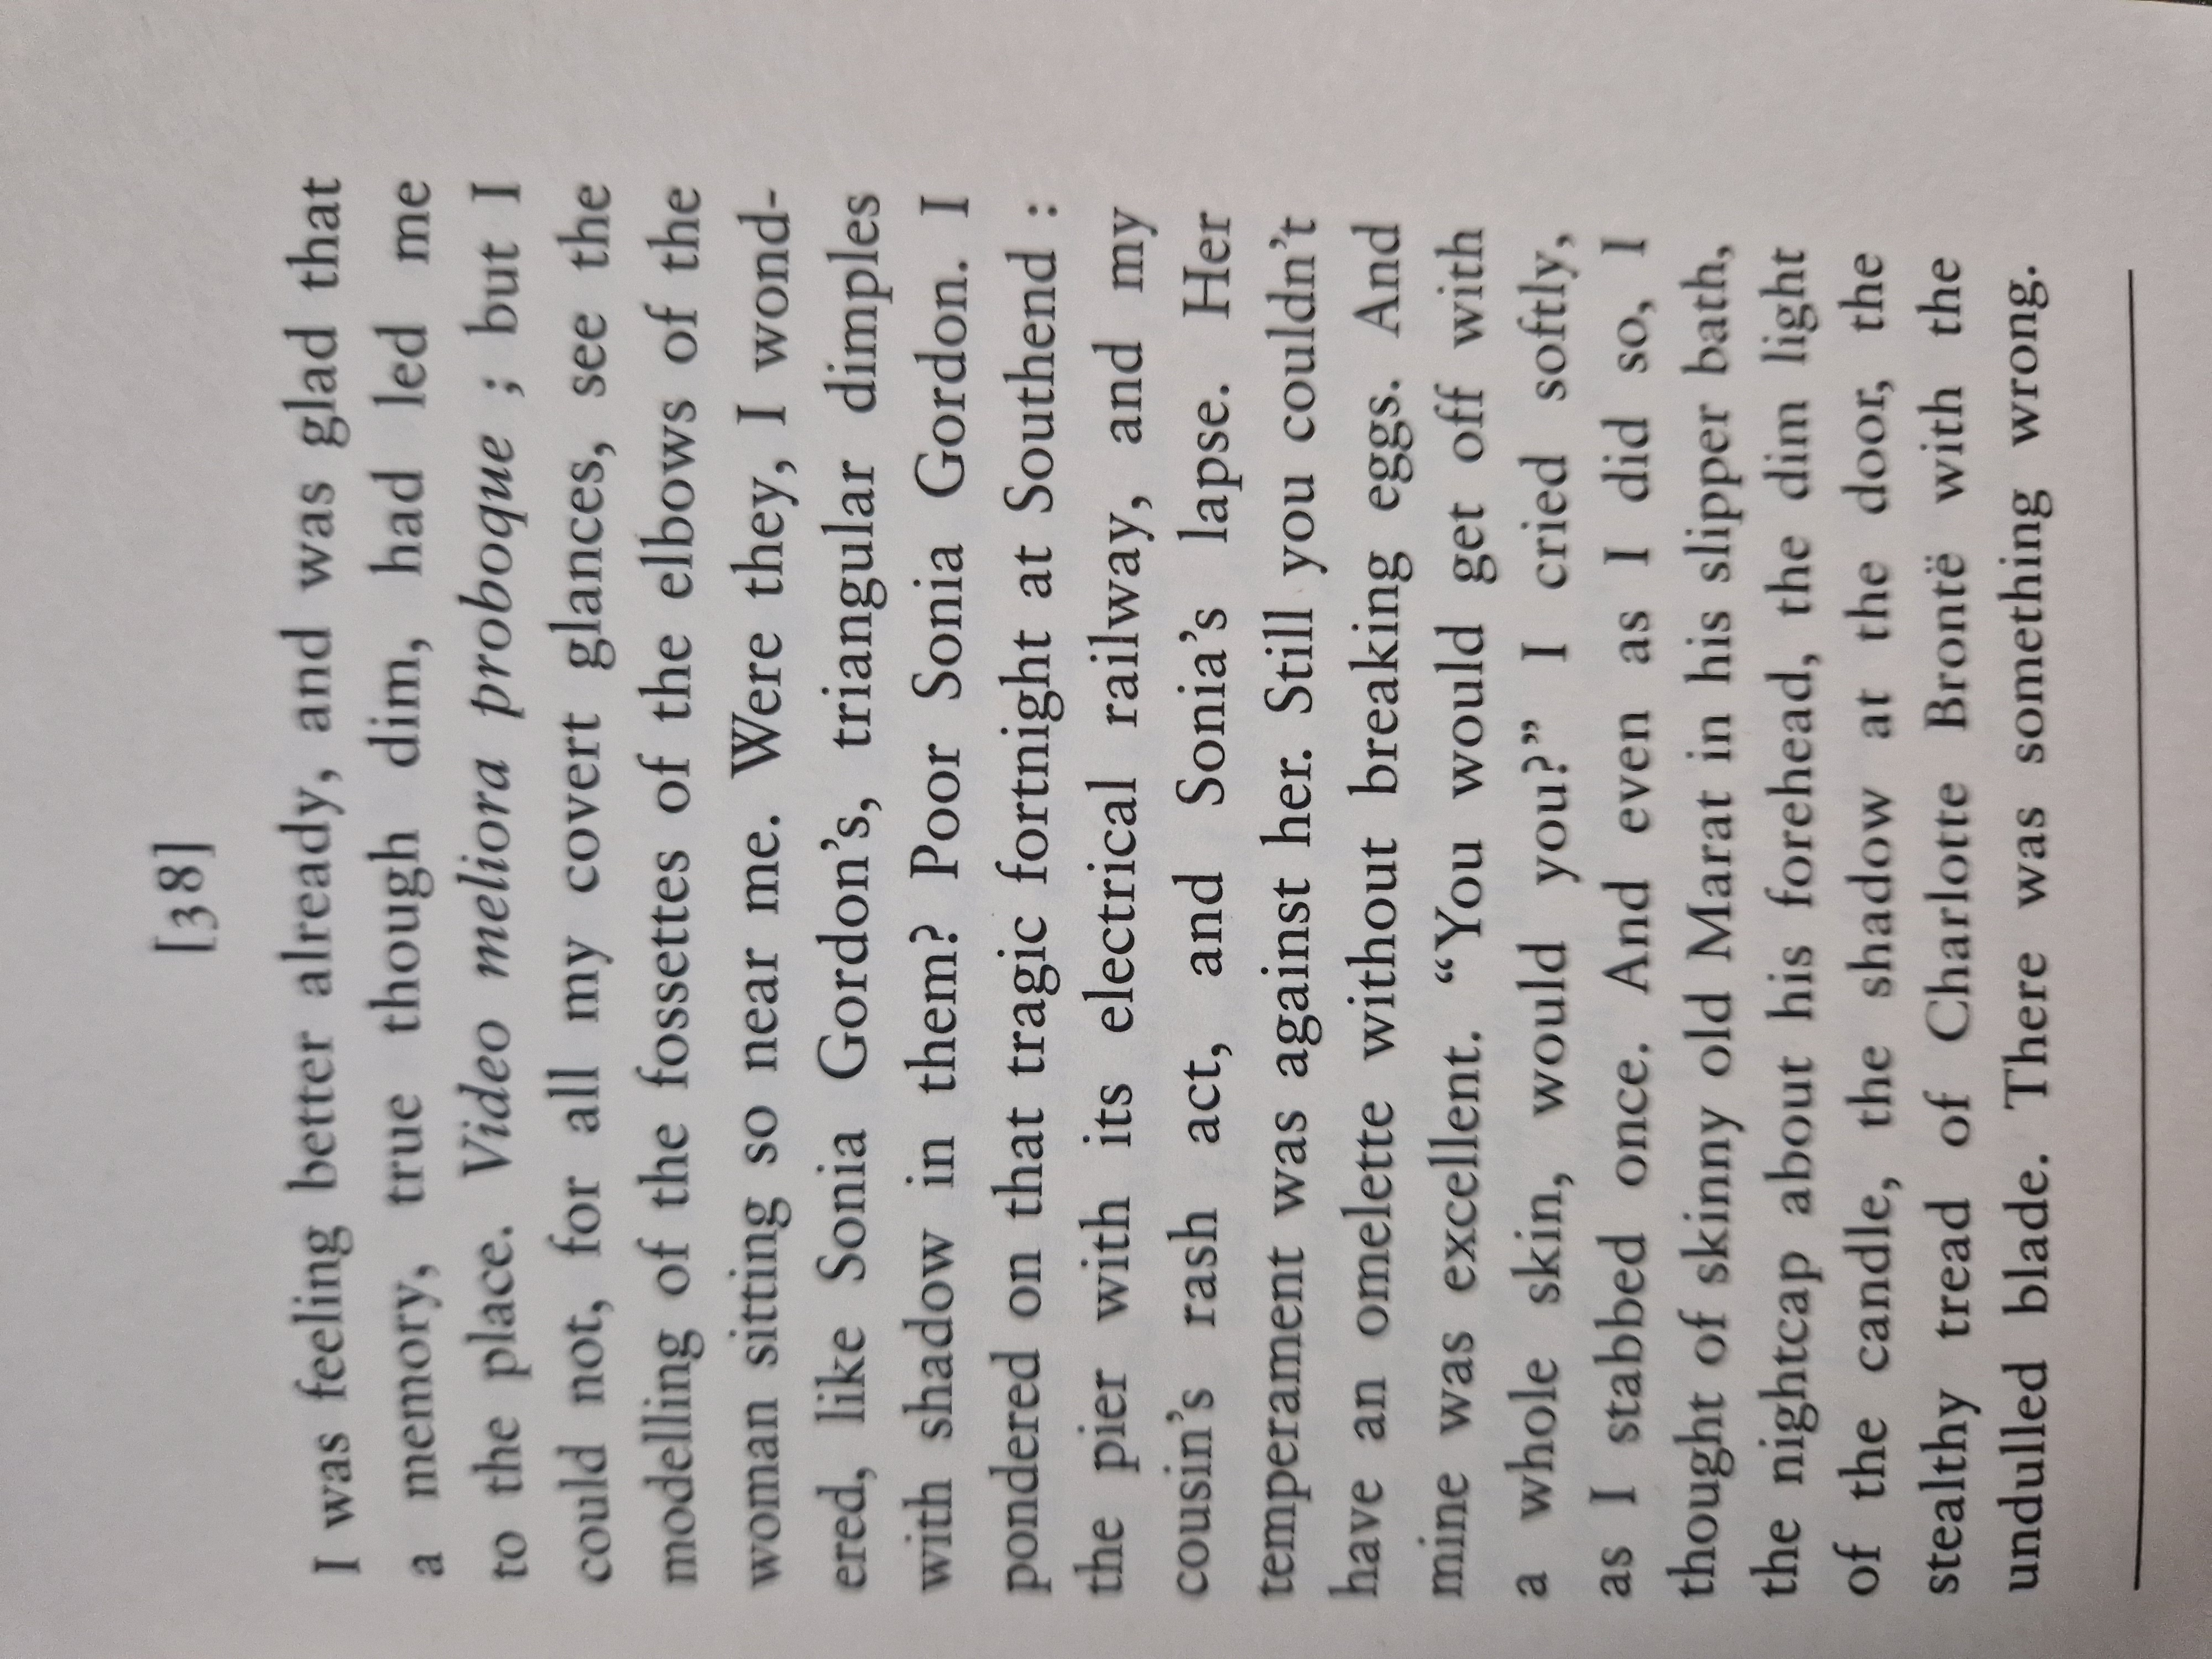 [38]
I was feeling better already, and was glad that
a memory, true though dim, had led me
to the place. Video meliora proboque ; but I
could not, for all my covert glances, see the
modelling of the fossettes of the elbows of the
woman sitting so near me. Were they, I wond-
ered, like Sonia Gordon's, triangular dimples
with shadow in them? Poor Sonia Gordon. I
pondered on that tragic fortnight at Southend :
the pier with its electrical railway, and my
cousin's rash act, and Sonia's lapse. Her
temperament was against her. Still you couldn't
have an omelette without breaking eggs. And
mine was excellent. “You would get off with
a whole skin, would you?” I cried softly,
as I stabbed once. And even as I did so, I
thought of skinny old Marat in his slipper bath,
the nightcap about his forehead, the dim light
of the candle, the shadow at the door, the
stealthy tread of Charlotte Brontë with the
undulled blade. There was something wrong.